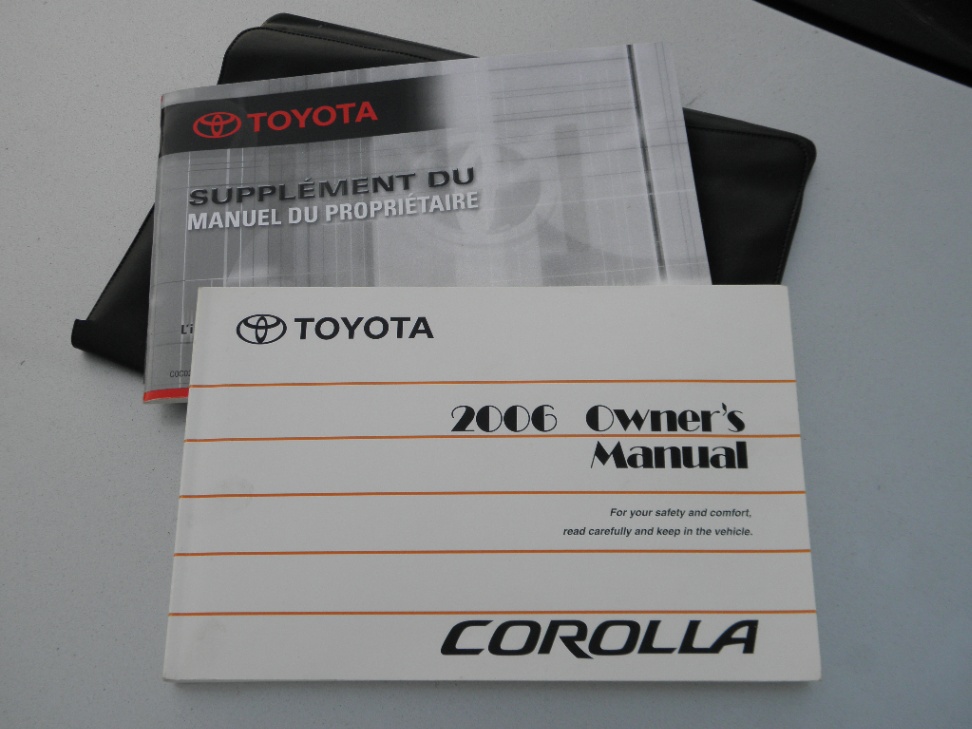 TOYOTA
SUPPLÉMENT DU
MANUEL DU PROPRIÉTAIRE
TOYOTA
2006 Owner's
Manual
For your safety and comfort,
read carefully and keep in the vehicle.
COROLLA